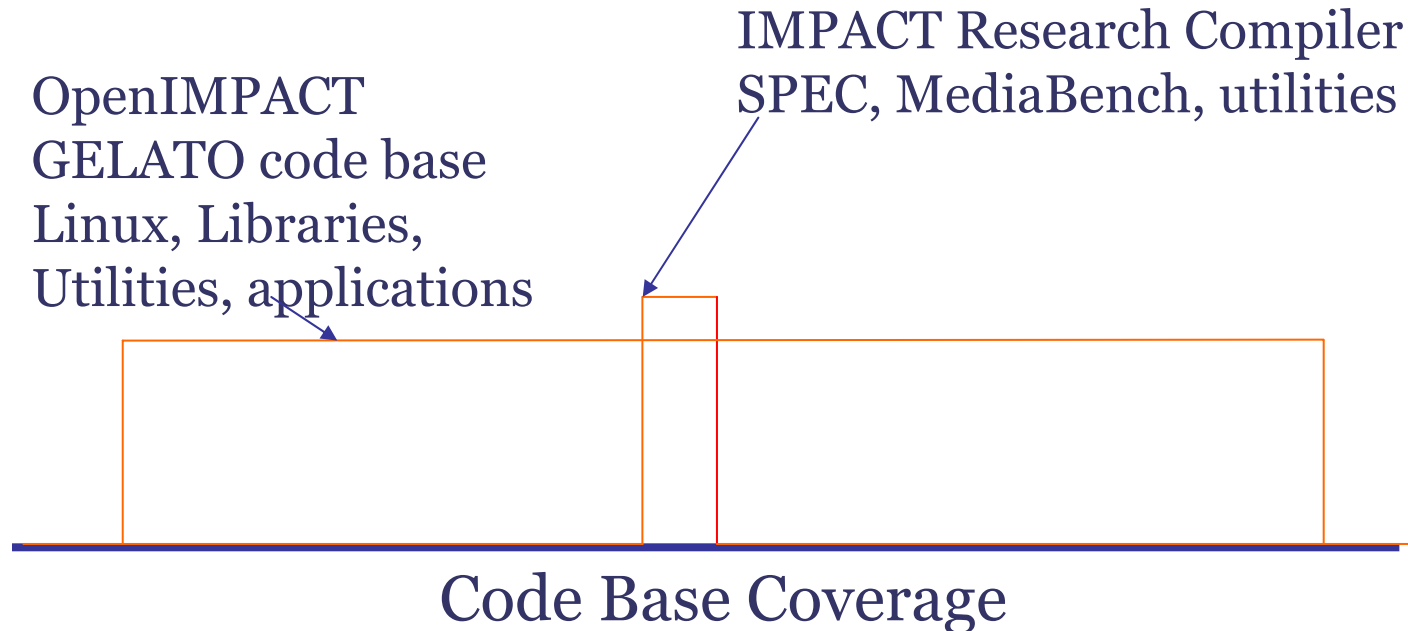 IMPACT Research Compiler
SPEC, MediaBench, utilities
OpenIMPACT
GELATO code base
Linux, Libraries,
Utilities, applications
Code Base Coverage